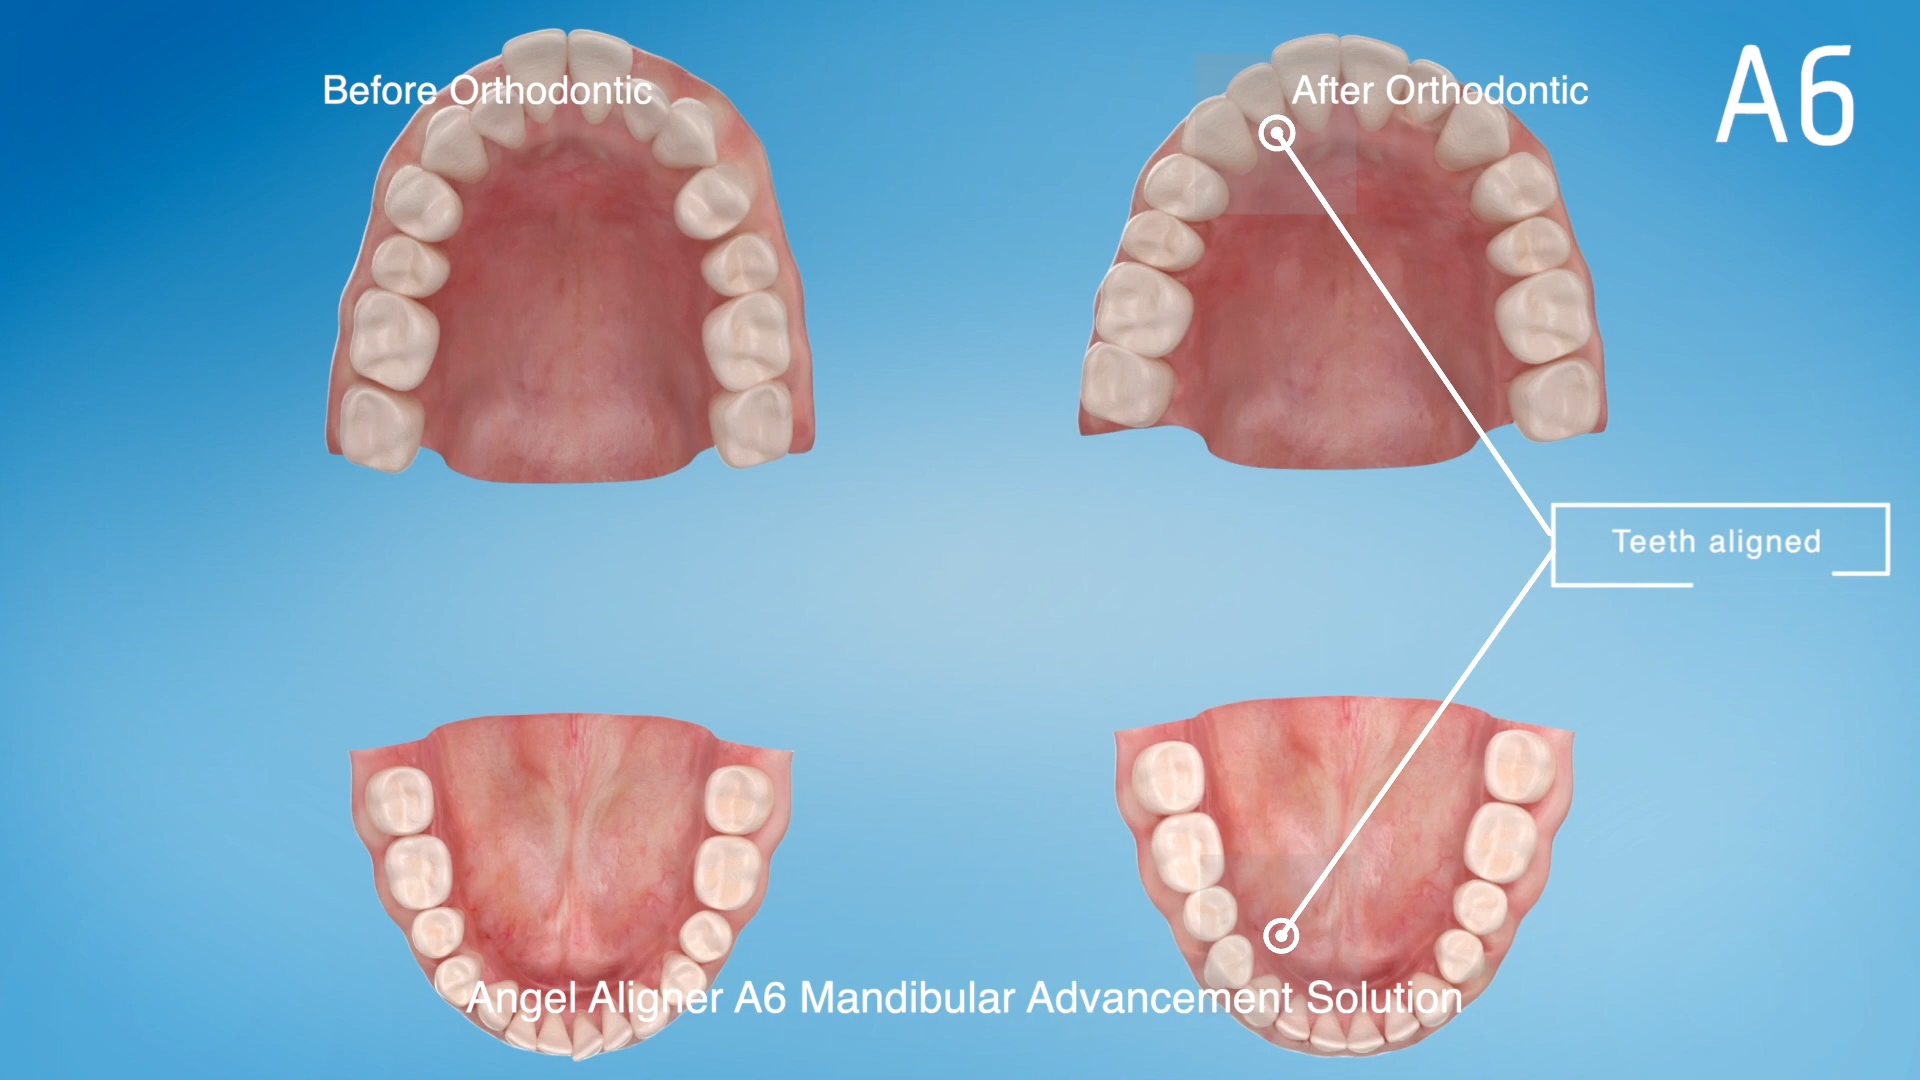 Before Orthodontic
After Orthodontic
A6
Teeth aligned
Angel Aligner A6 Mandibular Advancement Solution